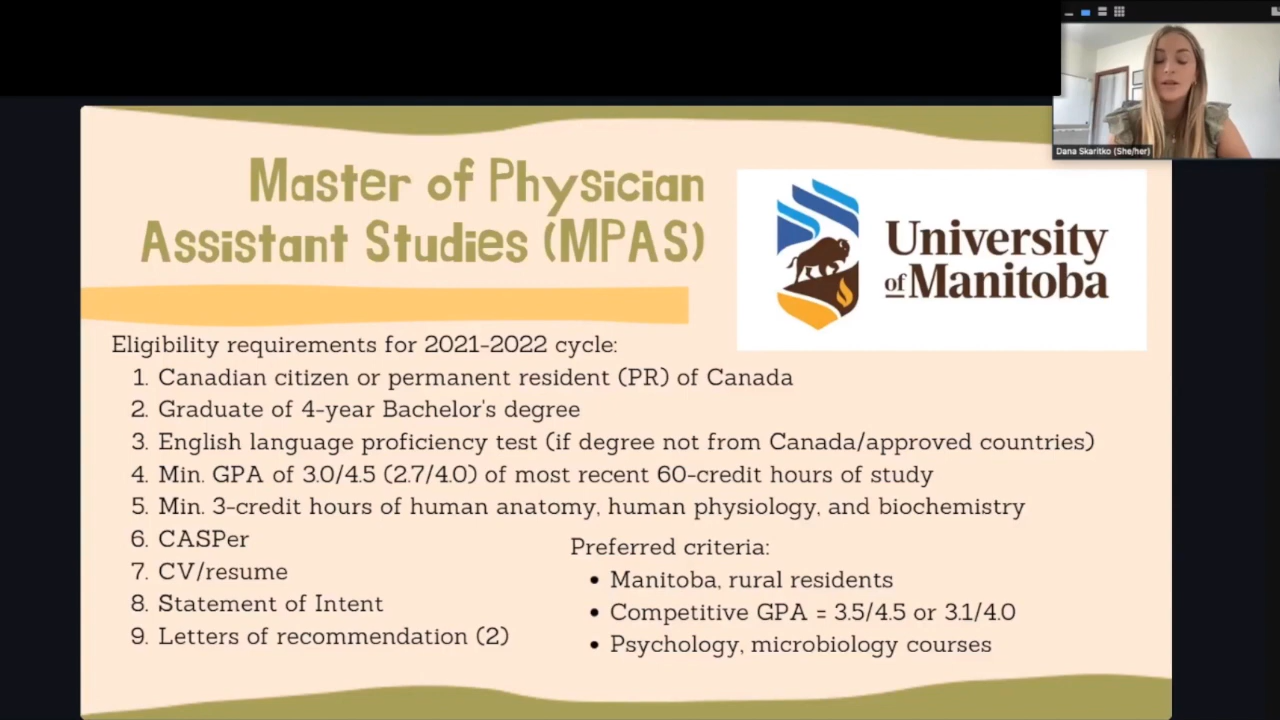 Dana Skaritko (She/her)
Master of Physician
Assistant Studies (MPAS)
University
of Manitoba
Eligibility requirements for 2021-2022 cycle:
1. Canadian citizen or permanent resident (PR) of Canada
2. Graduate of 4-year Bachelor's degree
3. English language proficiency test (if degree not from Canada/approved countries)
4. Min. GPA of 3.0/4.5 (2.7/4.0) of most recent 60-credit hours of study
5. Min. 3-credit hours of human anatomy, human physiology, and biochemistry
6. CASPer
7. CV/resume
8. Statement of Intent
9. Letters of recommendation (2)
Preferred criteria:
• Manitoba, rural residents
• Competitive GPA = 3.5/4.5 or 3.1/4.0
• Psychology, microbiology courses